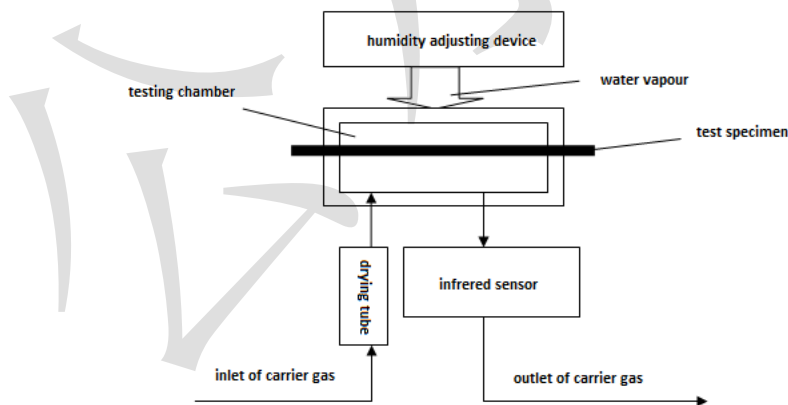 humidity adjusting device
water vapour
testing chamber
test specimen
drying tube
infrered sensor
inlet of carrier gas
outlet of carrier gas